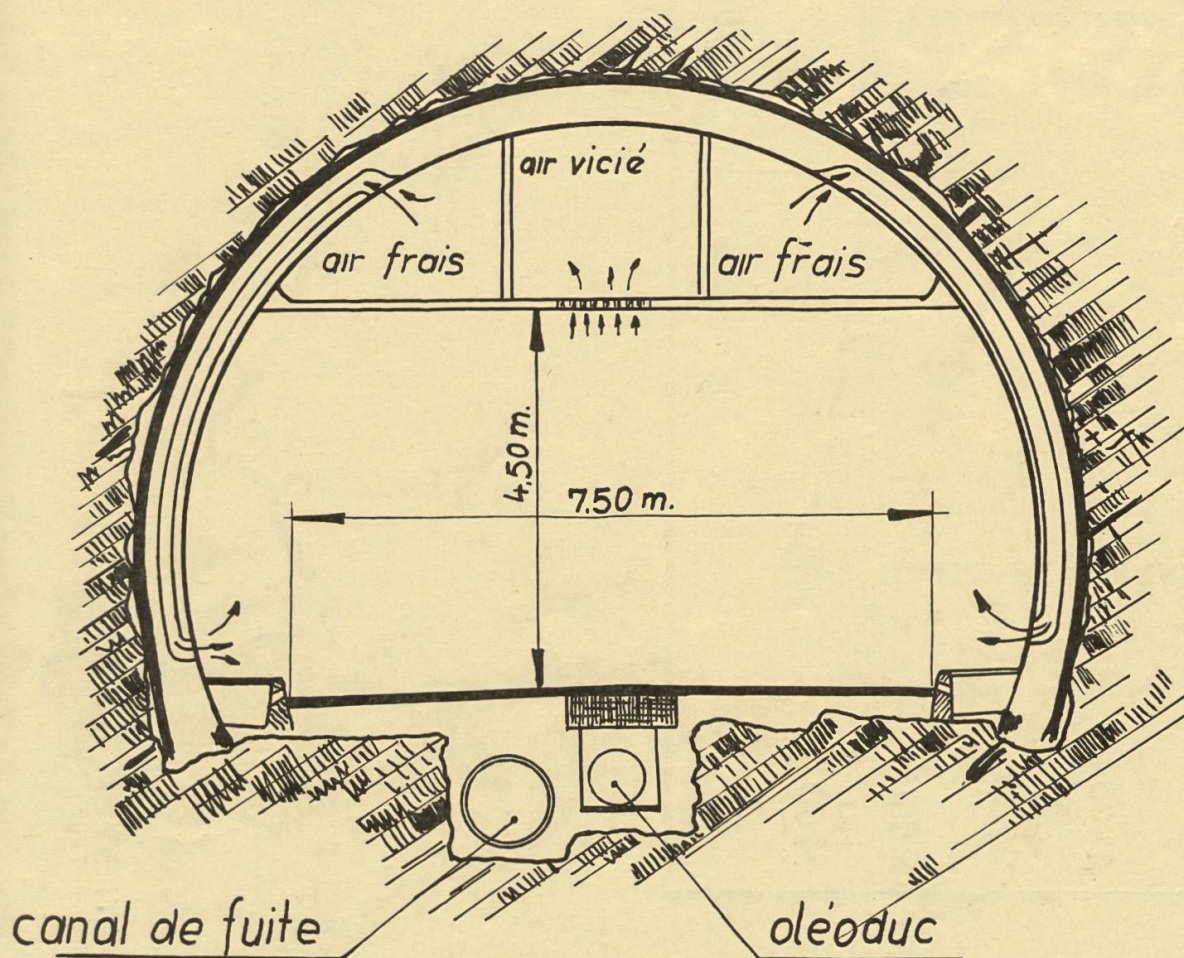 air vicié
air frais
air frais
4.50 m.
7.50 m.
canal de fuite
oléoduc